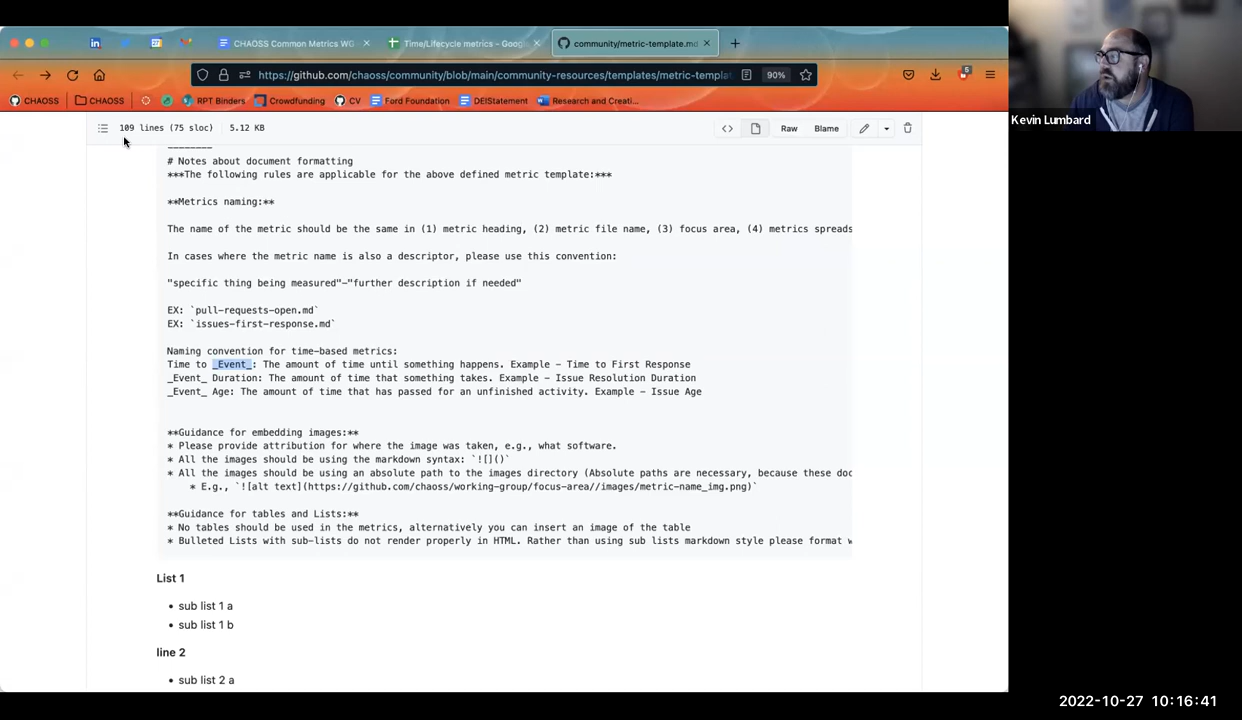 CHAOSS Common Metrics WG
Time/Lifecycle metrics - Google
community/metric-template.md
https://github.com/chaoss/community/blob/main/community-resources/templates/metric-templat
90%
5
CHAOSS
CHAOSS
RPT Binders
Crowdfunding
CV
Ford Foundation
DEIStatement
Research and Creati...
Kevin Lumbard
109 lines (75 sloc)
5.12 KB
Raw
Blame
--------
# Notes about document formatting
***The following rules are applicable for the above defined metric template:***
**Metrics naming:**
The name of the metric should be the same in (1) metric heading, (2) metric file name, (3) focus area, (4) metrics spreads
In cases where the metric name is also a descriptor, please use this convention:
"specific thing being measured"-"further description if needed"
EX: `pull-requests-open.md`
EX: `issues-first-response.md`
Naming convention for time-based metrics:
Time to _Event_: The amount of time until something happens. Example - Time to First Response
_Event_ Duration: The amount of time that something takes. Example - Issue Resolution Duration
_Event_ Age: The amount of time that has passed for an unfinished activity. Example - Issue Age
**Guidance for embedding images:**
* Please provide attribution for where the image was taken, e.g., what software.
* All the images should be using the markdown syntax: `![]()`
* All the images should be using an absolute path to the images directory (Absolute paths are necessary, because these doc
* E.g., `![alt text](https://github.com/chaoss/working-group/focus-area//images/metric-name_img.png)`
**Guidance for tables and Lists:**
* No tables should be used in the metrics, alternatively you can insert an image of the table
* Bulleted Lists with sub-lists do not render properly in HTML. Rather than using sub lists markdown style please format w
List 1
• sub list 1 a
• sub list 1 b
line 2
• sub list 2 a
2022-10-27 10:16:41